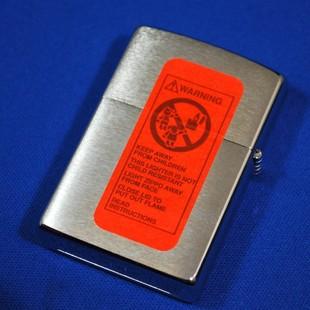 WARNING
KEEP AWAY
FROM CHILDREN
THIS LIGHTER IS NOT
CHILD RESISTANT
LIGHT ZIPPO AWAY
FROM FACE
CLOSE LID TO
PUT OUT FLAME
READ
INSTRUCTIONS